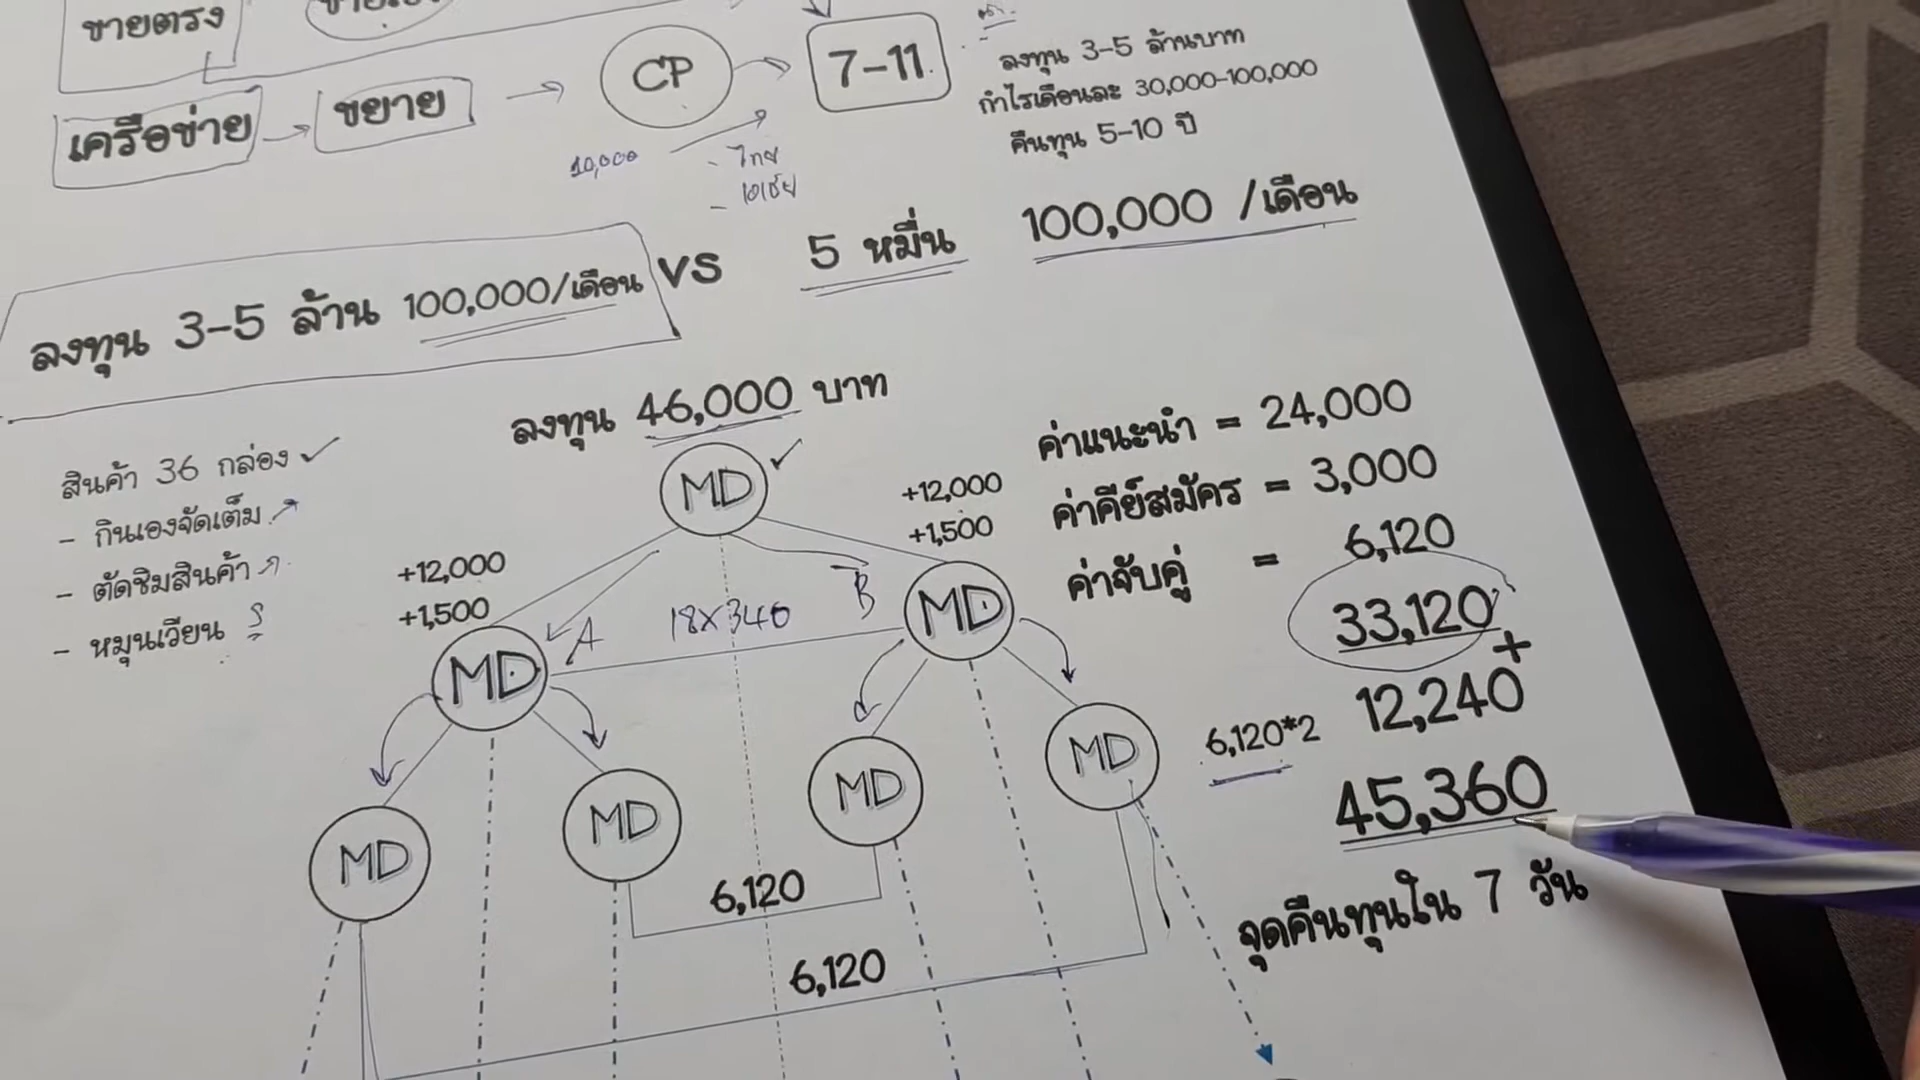 ขายตรง
เครือข่าย
ขยาย
CP
7-11
10,000
- ไทย
- เอเชีย
ลงทุน 3-5 ล้านบาท
กำไรเดือนละ 30,000-100,000
คืนทุน 5-10 ปี
ลงทุน 3-5 ล้าน 100,000/เดือน VS 5 หมื่น 100,000 /เดือน
ลงทุน 46,000 บาท
สินค้า 36 กล่อง
- กินเองจัดเต็ม
- ตัดชิมสินค้า
- หมุนเวียน
MD
+12,000
+1,500
+12,000
+1,500
A
18x340
B
MD
MD
MD
MD
MD
MD
6,120
6,120
ค่าแนะนำ = 24,000
ค่าคีย์สมัคร = 3,000
ค่าจับคู่ = 6,120
33,120
+
6,120*2 12,240
45,360
จุดคืนทุนใน 7 วัน